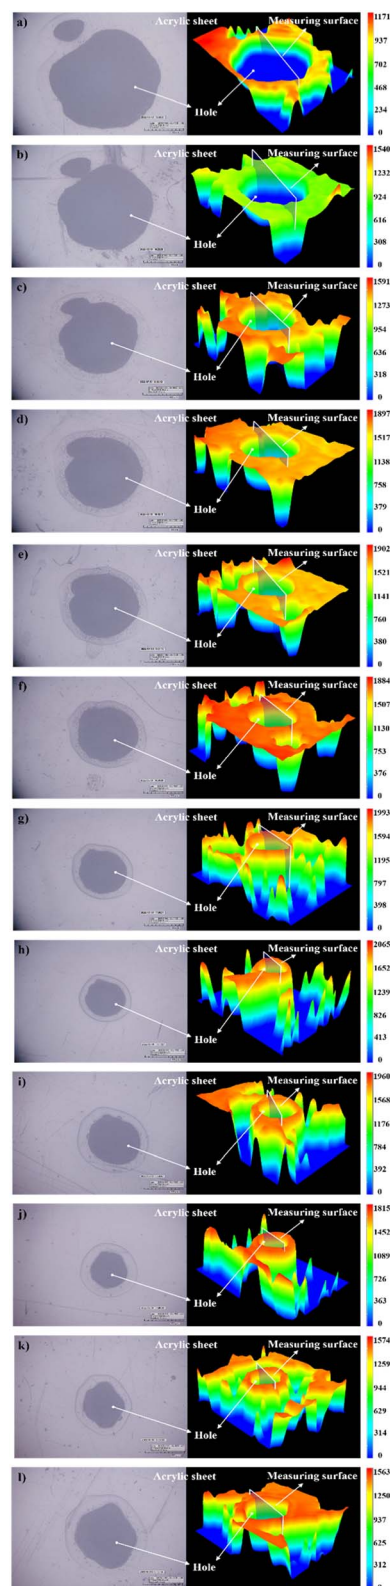 a) Acrylic sheet Measuring surface 1171
937
702
468
234
Hole 0
b) Acrylic sheet Measuring surface 1540
1232
924
616
308
Hole 0
c) Acrylic sheet Measuring surface 1591
1273
954
636
318
Hole 0
d) Acrylic sheet Measuring surface 1897
1517
1138
758
379
Hole 0
e) Acrylic sheet Measuring surface 1902
1521
1141
760
380
Hole 0
f) Acrylic sheet Measuring surface 1884
1507
1130
753
376
Hole 0
g) Acrylic sheet Measuring surface 1993
1594
1195
797
398
Hole 0
h) Acrylic sheet Measuring surface 2065
1652
1239
826
413
Hole 0
i) Acrylic sheet Measuring surface 1960
1568
1176
784
392
Hole 0
j) Acrylic sheet Measuring surface 1815
1452
1089
726
363
Hole 0
k) Acrylic sheet Measuring surface 1574
1259
944
629
314
Hole 0
l) Acrylic sheet Measuring surface 1563
1250
937
625
312
Hole 0